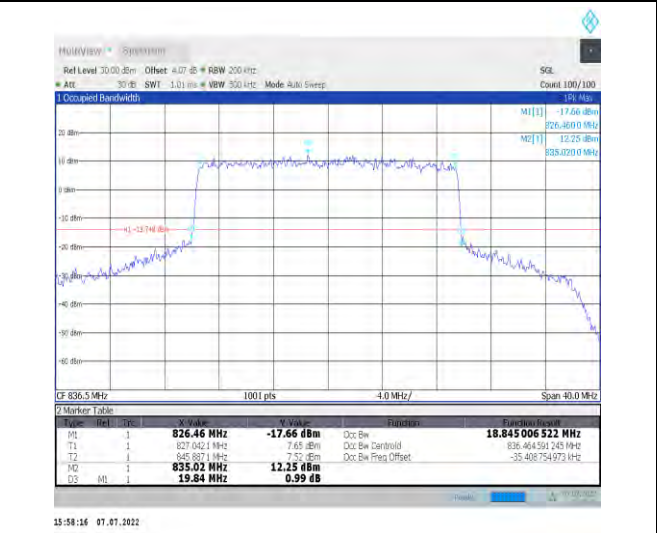 MultiView Spectrum
Ref Level 30.00 dBm Offset 4.07 dB RBW 200 kHz SGL
Att 30 dB SWT 1.01 ms VBW 300 kHz Mode Auto Sweep Count 100/100
1 Occupied Bandwidth 1Pk Max
M1[1] -17.66 dBm
826.4600 MHz
M2[1] 12.25 dBm
835.0200 MHz
20 dBm
10 dBm
0 dBm
-10 dBm
H1 -13.748 dBm
-20 dBm
-30 dBm
-40 dBm
-50 dBm
-60 dBm
CF 836.5 MHz 1001 pts 4.0 MHz/ Span 40.0 MHz
2 Marker Table
Type Ref Trc X Value Y Value Function Function Result
M1 1 826.46 MHz -17.66 dBm Occ Bw 18.845 006 522 MHz
T1 1 827.0421 MHz 7.65 dBm Occ Bw Centroid 836.464 591 245 MHz
T2 1 845.8871 MHz 7.52 dBm Occ Bw Freq Offset -35.408 754 973 kHz
M2 1 835.02 MHz 12.25 dBm
D3 M1 1 19.84 MHz 0.99 dB
15:58:16 07.07.2022